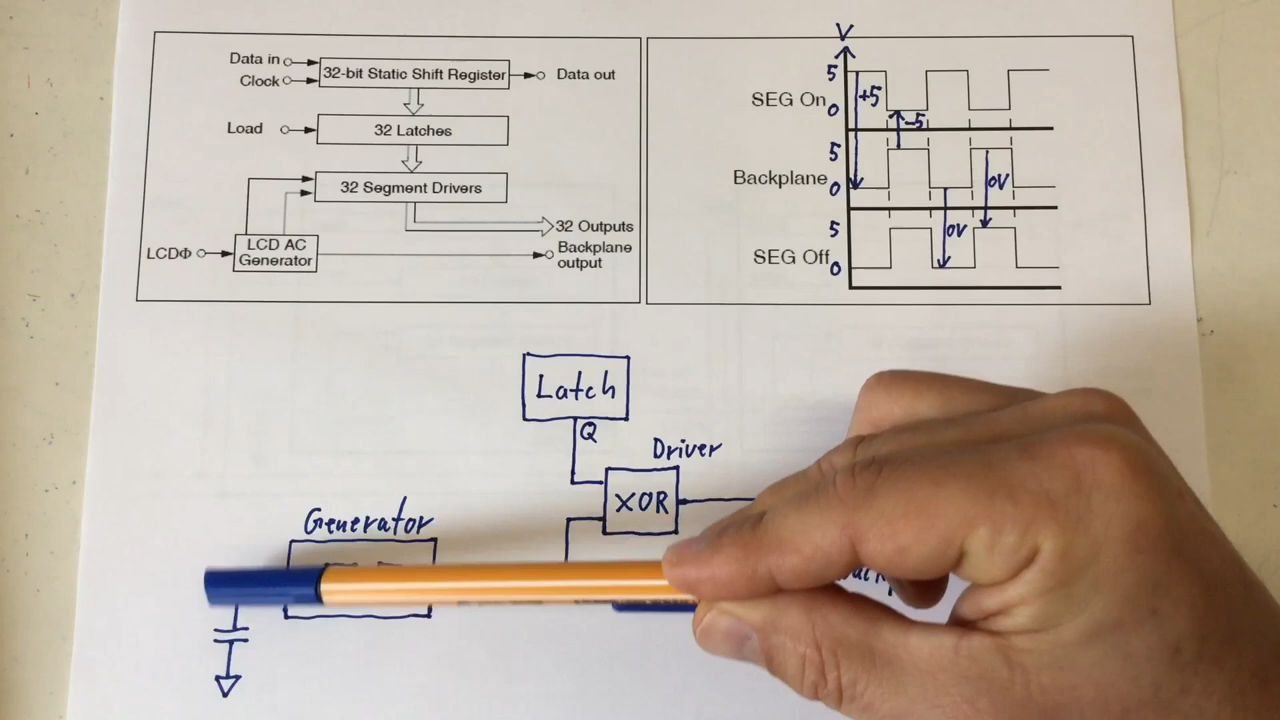 Data in
Clock
32-bit Static Shift Register
Data out
Load
32 Latches
32 Segment Drivers
32 Outputs
LCDΦ
LCD AC
Generator
Backplane
output
V
5
SEG On
0
+5
-5
5
Backplane
0
0V
5
SEG Off
0
0V
Latch
Q
Driver
XOR
Generator